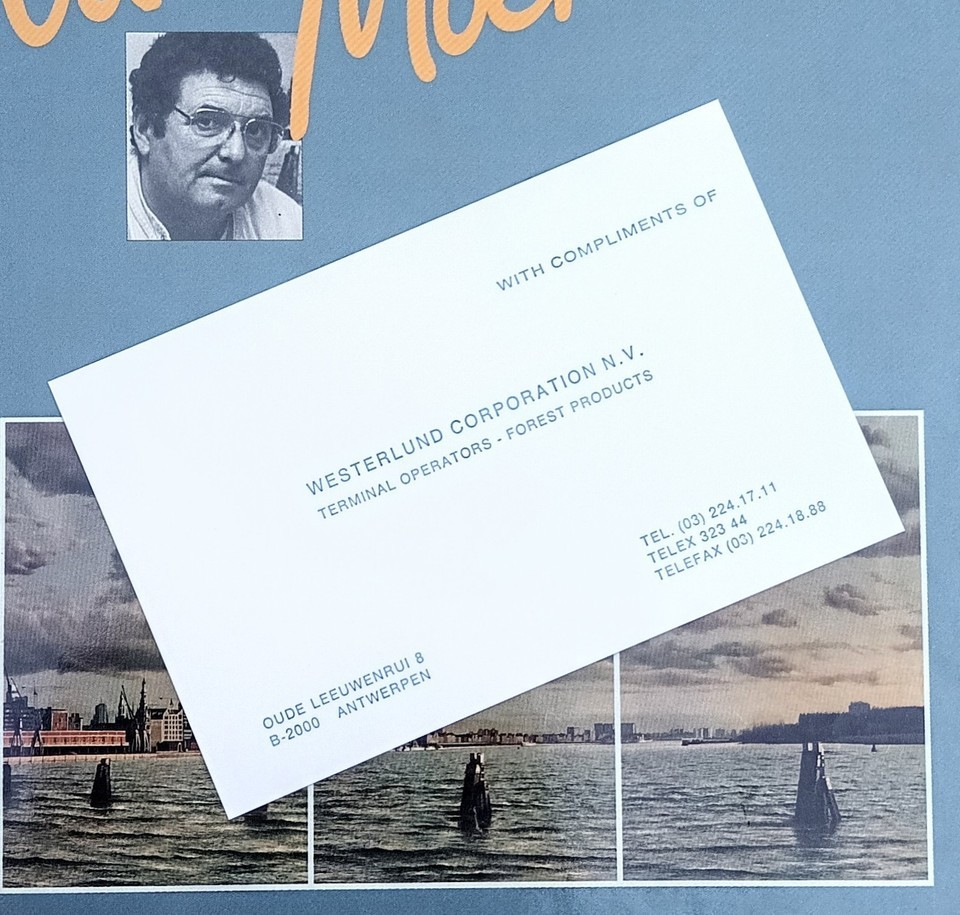 WITH COMPLIMENTS OF
WESTERLUND CORPORATION N.V.
TERMINAL OPERATORS - FOREST PRODUCTS
TEL. (03) 224.17.11
TELEX 323 44
TELEFAX (03) 224.18.88
OUDE LEEUWENRUI 8
B-2000 ANTWERPEN